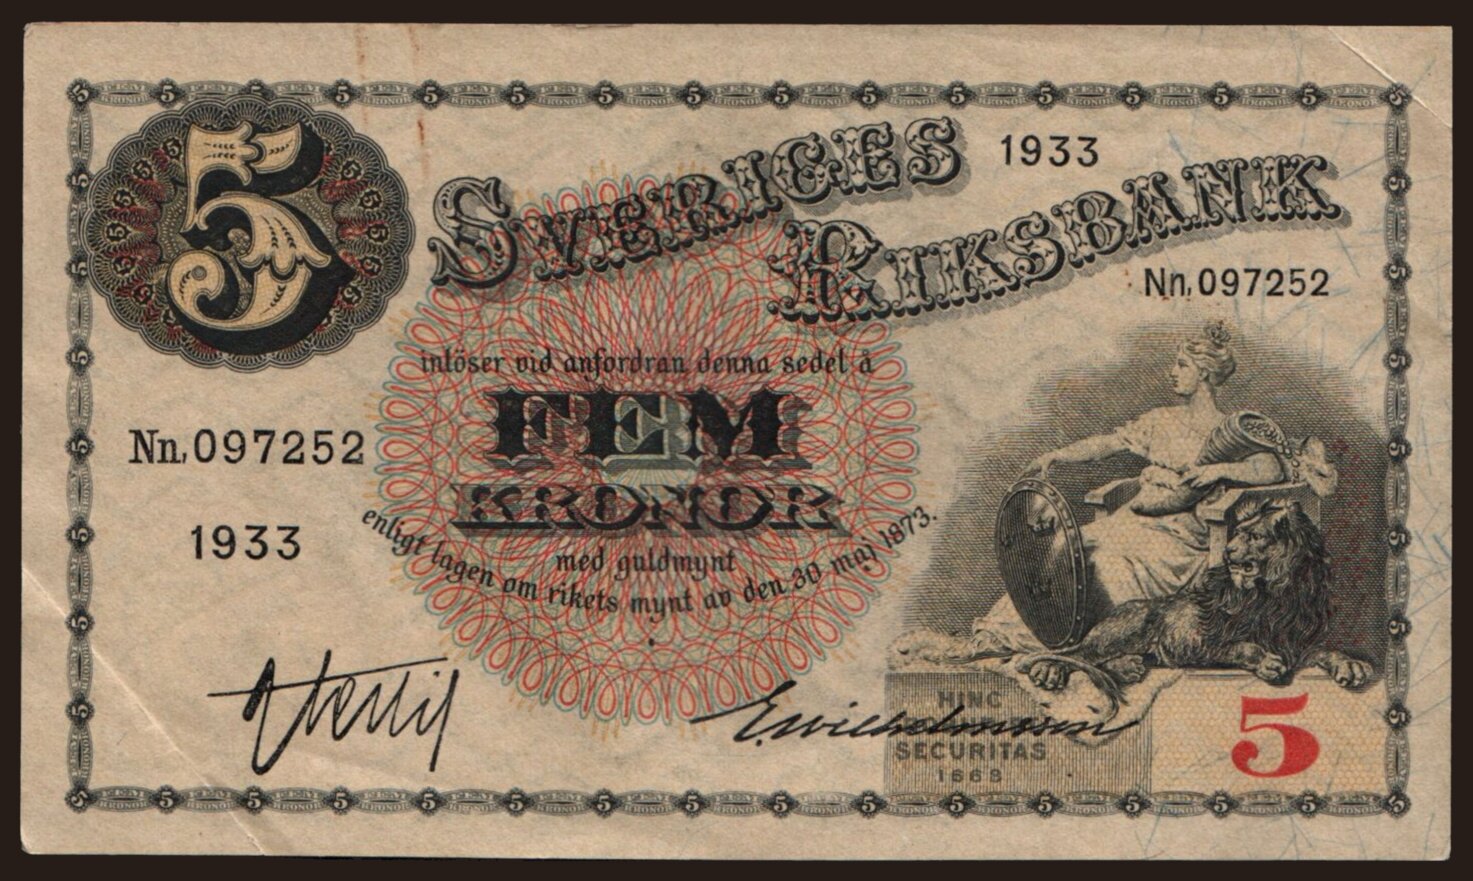 5
SVERIGES
RIKSBANK
1933
Nn, 097252
inlöser vid anfordran denna sedel å
FEM
KRONOR
med guldmynt
enligt lagen om rikets mynt av den 30 maj 1873.
Nn, 097252
1933
E. Wilhelmsson
HINC
SECURITAS
1668
5